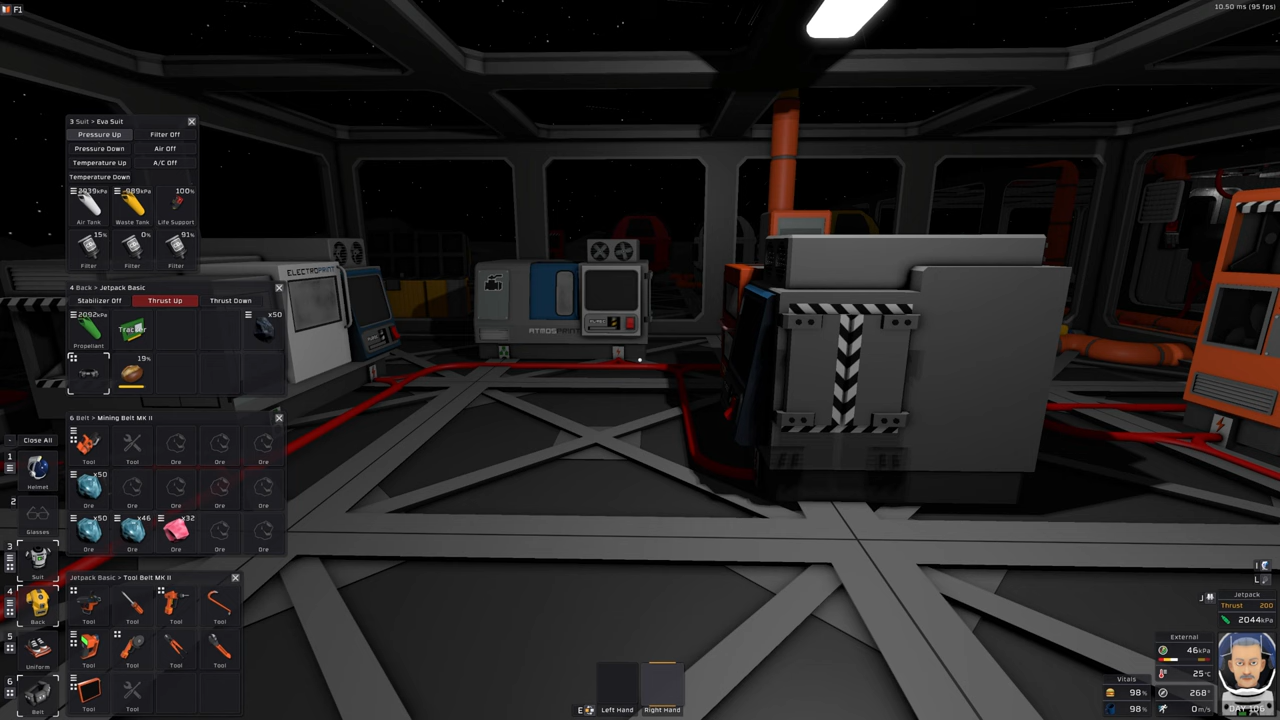 F1
10.50 ms (95 fps)
3 Suit > Eva Suit
Pressure Up Filter Off
Pressure Down Air Off
Temperature Up A/C Off
Temperature Down
2939kPa 989kPa 100%
Air Tank Waste Tank Life Support
15% 0% 91%
Filter Filter Filter
ELECTROPRINT
4 Back > Jetpack Basic
Stabilizer Off Thrust Up Thrust Down
2092kPa x50
Propellant Tracker
19%
ATMOSPRINT
6 Belt > Mining Belt MK II
- Close All
1 Tool Tool Ore Ore Ore
Helmet
x50
2 Ore Ore Ore Ore Ore
Glasses
x50 x46 x32
3 Ore Ore Ore Ore Ore
Suit
Jetpack Basic > Tool Belt MK II
4
Back
Tool Tool Tool Tool
5
Uniform
Tool Tool Tool Tool
6
Belt
Tool Tool
E Left Hand Right Hand
I
L
J Jetpack
Thrust 200
2044kPa
External
46kPa
25°C
Vitals
98% 268°
98% 0m/s
DAY 106